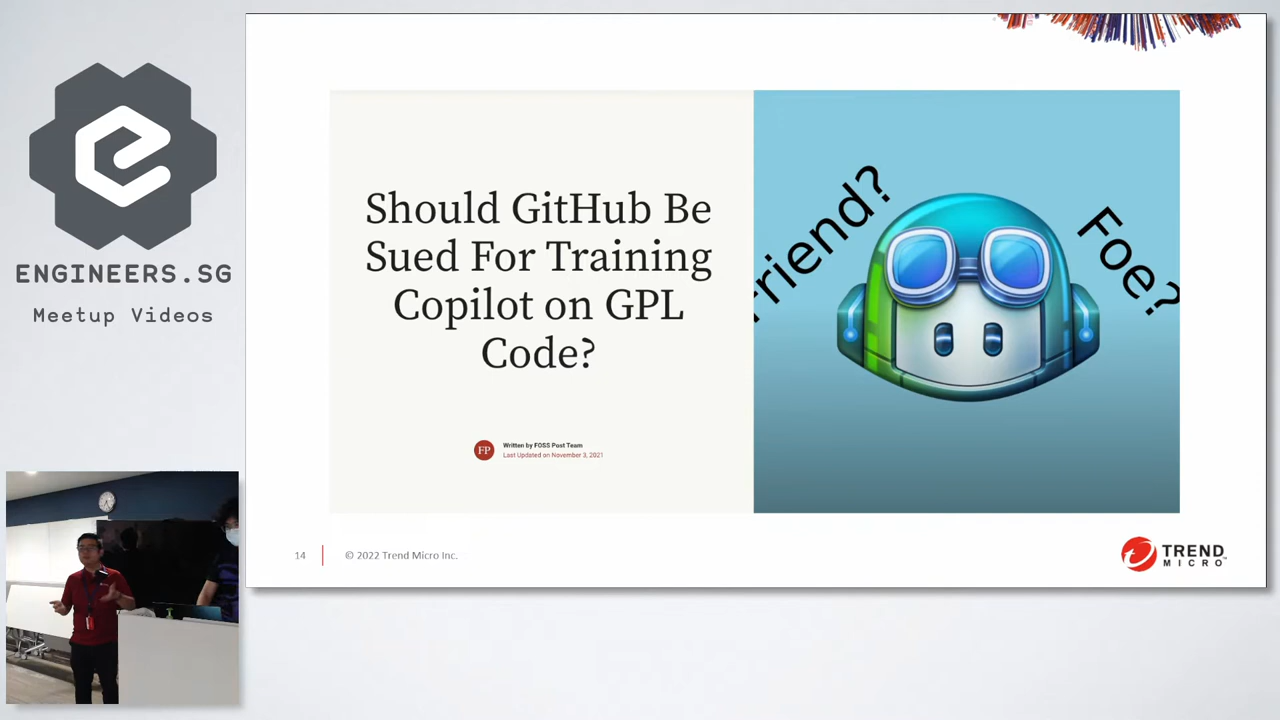 ENGINEERS.SG
Meetup Videos
Should GitHub Be
Sued For Training
Copilot on GPL
Code?
FP
Written by FOSS Post Team
Last Updated on November 3, 2021
Friend?
Foe?
14
© 2022 Trend Micro Inc.
TREND
MICRO